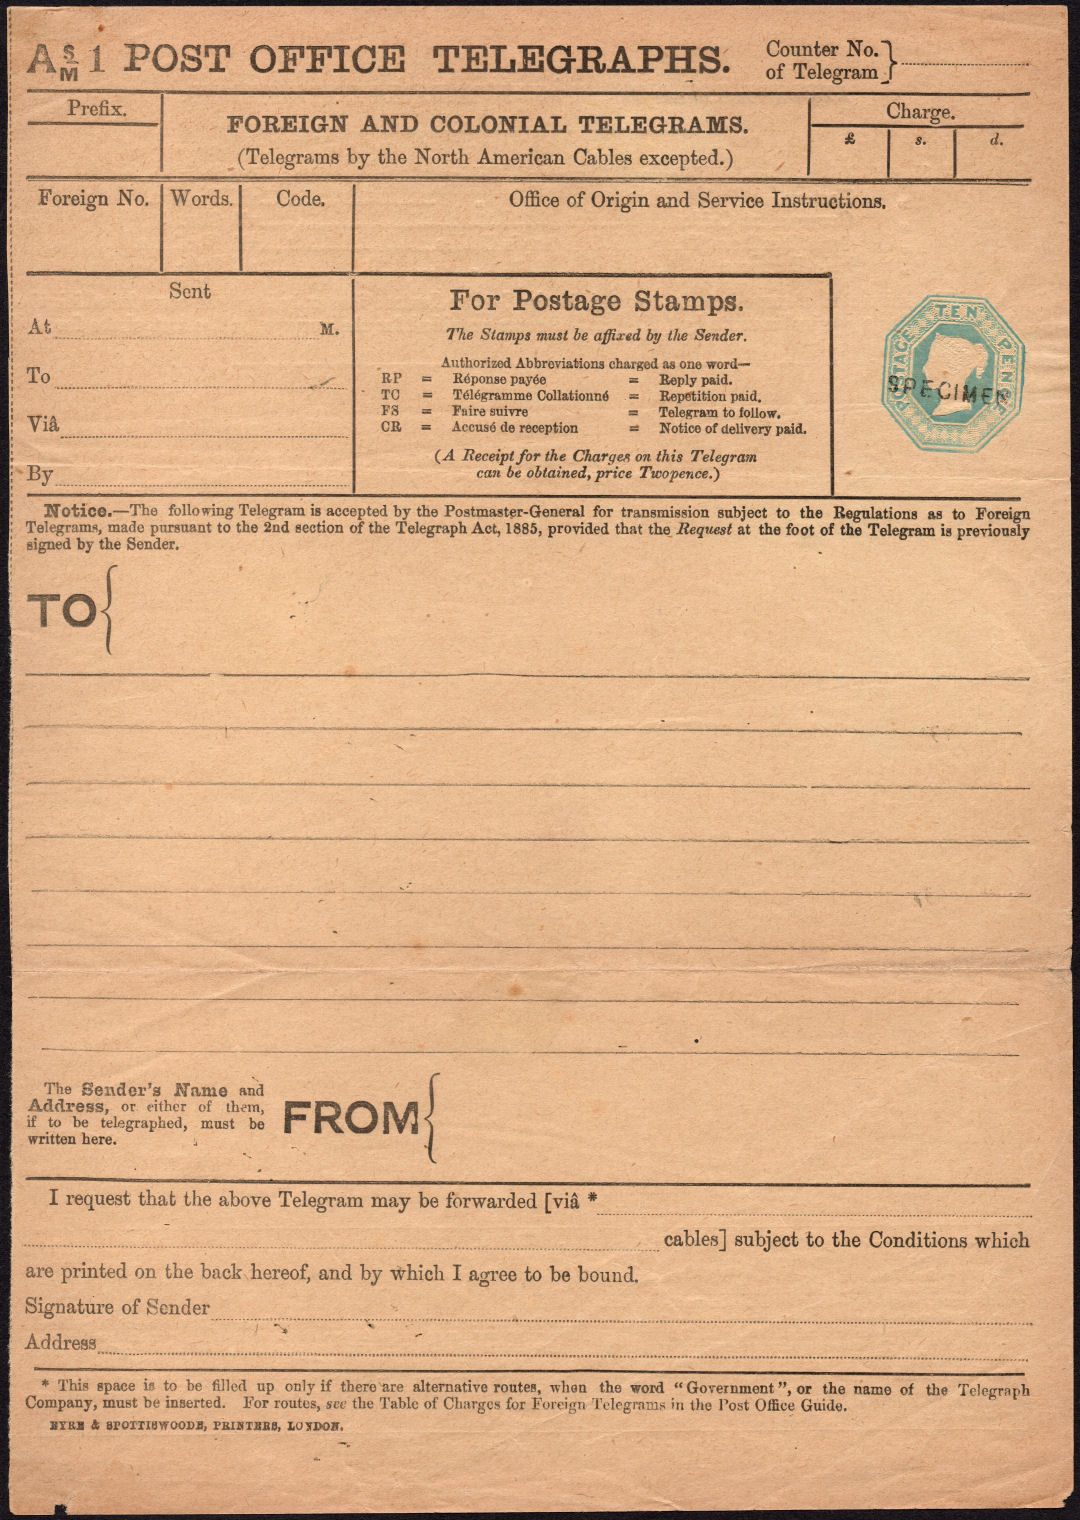 A S/M 1 POST OFFICE TELEGRAPHS.
Counter No.
of Telegram
Prefix.
FOREIGN AND COLONIAL TELEGRAMS.
(Telegrams by the North American Cables excepted.)
Charge.
£ s. d.
Foreign No. Words. Code. Office of Origin and Service Instructions.
Sent
At M.
To
Viâ
By
For Postage Stamps.
The Stamps must be affixed by the Sender.
Authorized Abbreviations charged as one word—
RP = Réponse payée = Reply paid.
TC = Télégramme Collationné = Repetition paid.
FS = Faire suivre = Telegram to follow.
CR = Accusé de reception = Notice of delivery paid.
(A Receipt for the Charges on this Telegram
can be obtained, price Twopence.)
POSTAGE TEN PENCE
SPECIMEN
Notice.—The following Telegram is accepted by the Postmaster-General for transmission subject to the Regulations as to Foreign
Telegrams, made pursuant to the 2nd section of the Telegraph Act, 1885, provided that the Request at the foot of the Telegram is previously
signed by the Sender.
TO
The Sender's Name and
Address, or either of them,
if to be telegraphed, must be
written here.
FROM
I request that the above Telegram may be forwarded [viâ *
cables] subject to the Conditions which
are printed on the back hereof, and by which I agree to be bound.
Signature of Sender
Address
* This space is to be filled up only if there are alternative routes, when the word "Government", or the name of the Telegraph
Company, must be inserted. For routes, see the Table of Charges for Foreign Telegrams in the Post Office Guide.
EYRE & SPOTTISWOODE, PRINTERS, LONDON.